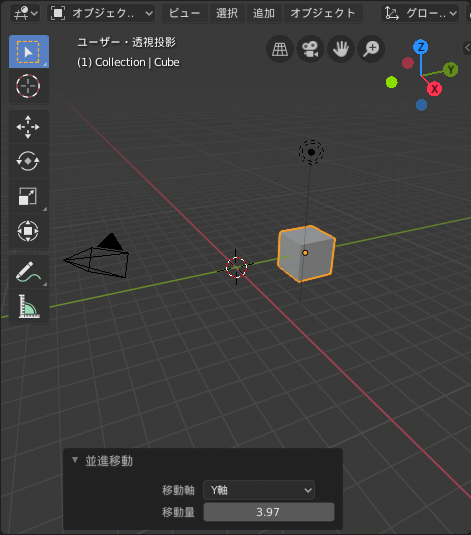 オブジェク.. ビュー 選択 追加 オブジェクト グロー..
ユーザー・透視投影
(1) Collection | Cube
Z
Y
X
並進移動
移動軸 Y軸
移動量 3.97